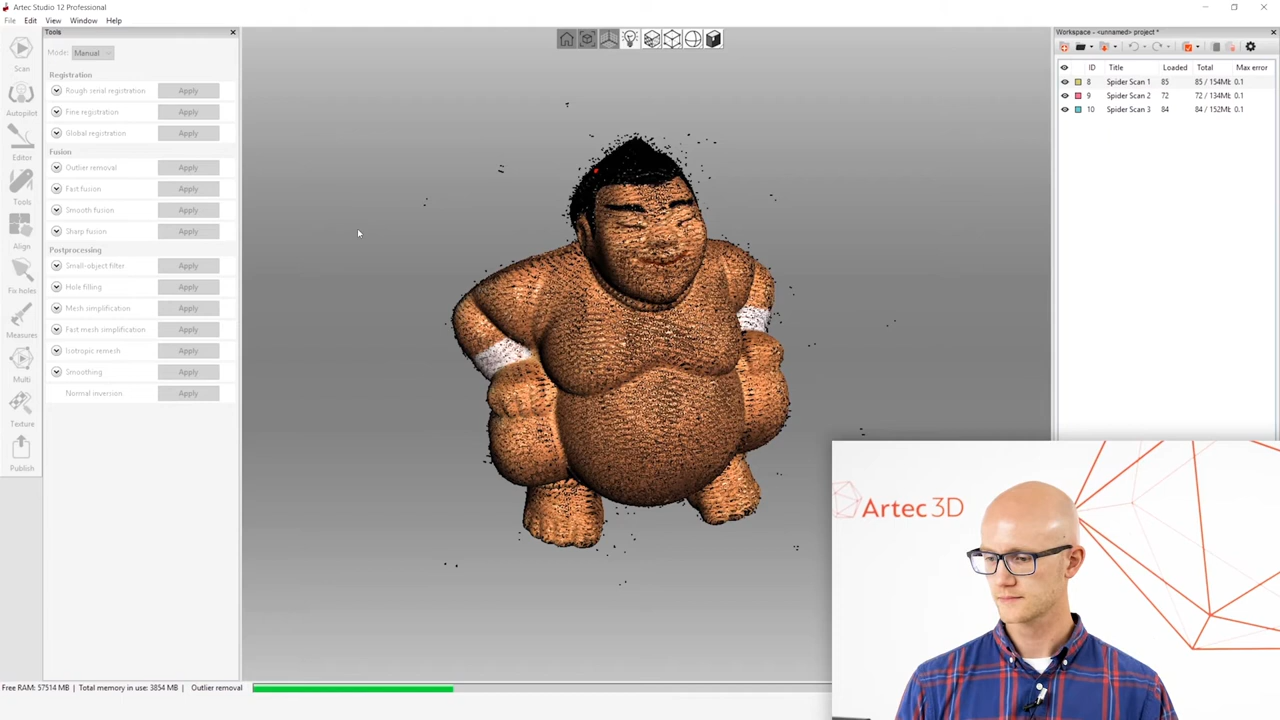 Artec Studio 12 Professional
File Edit View Window Help
Tools
Workspace - <unnamed> project *
Mode: Manual
Scan
Autopilot
Editor
Tools
Align
Fix holes
Measures
Multi
Texture
Publish
Registration
Rough serial registration Apply
Fine registration Apply
Global registration Apply
Fusion
Outlier removal Apply
Fast fusion Apply
Smooth fusion Apply
Sharp fusion Apply
Postprocessing
Small-object filter Apply
Hole filling Apply
Mesh simplification Apply
Fast mesh simplification Apply
Isotropic remesh Apply
Smoothing Apply
Normal inversion Apply
ID Title Loaded Total Max error
8 Spider Scan 1 85 85 / 154ME 0.1
9 Spider Scan 2 72 72 / 134ME 0.1
10 Spider Scan 3 84 84 / 152ME 0.1
Artec 3D
Free RAM: 57514 MB | Total memory in use: 3854 MB | Outlier removal